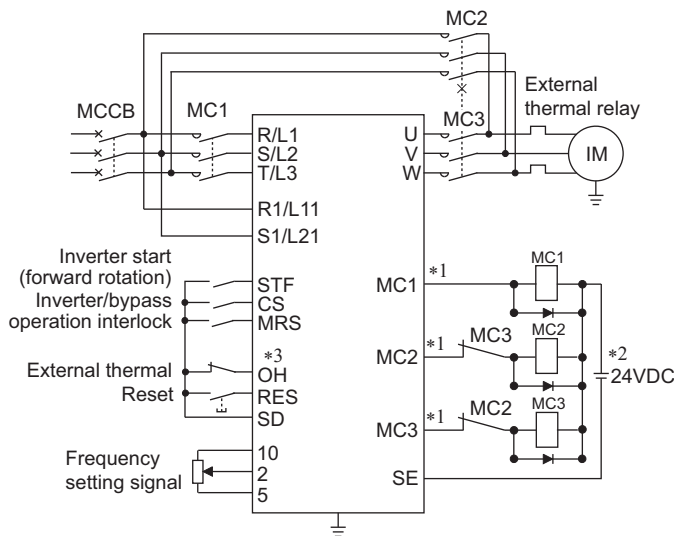 MC2
External
thermal relay
MCCB
MC1
MC3
R/L1
S/L2
T/L3
R1/L11
S1/L21
U
V
W
IM
Inverter start
(forward rotation)
Inverter/bypass
operation interlock
STF
CS
MRS
*3
External thermal
OH
Reset
RES
SD
Frequency
setting signal
10
2
5
MC1
*1
MC1
MC2
*1
MC3
MC2
*2
24VDC
MC3
*1
MC2
MC3
SE